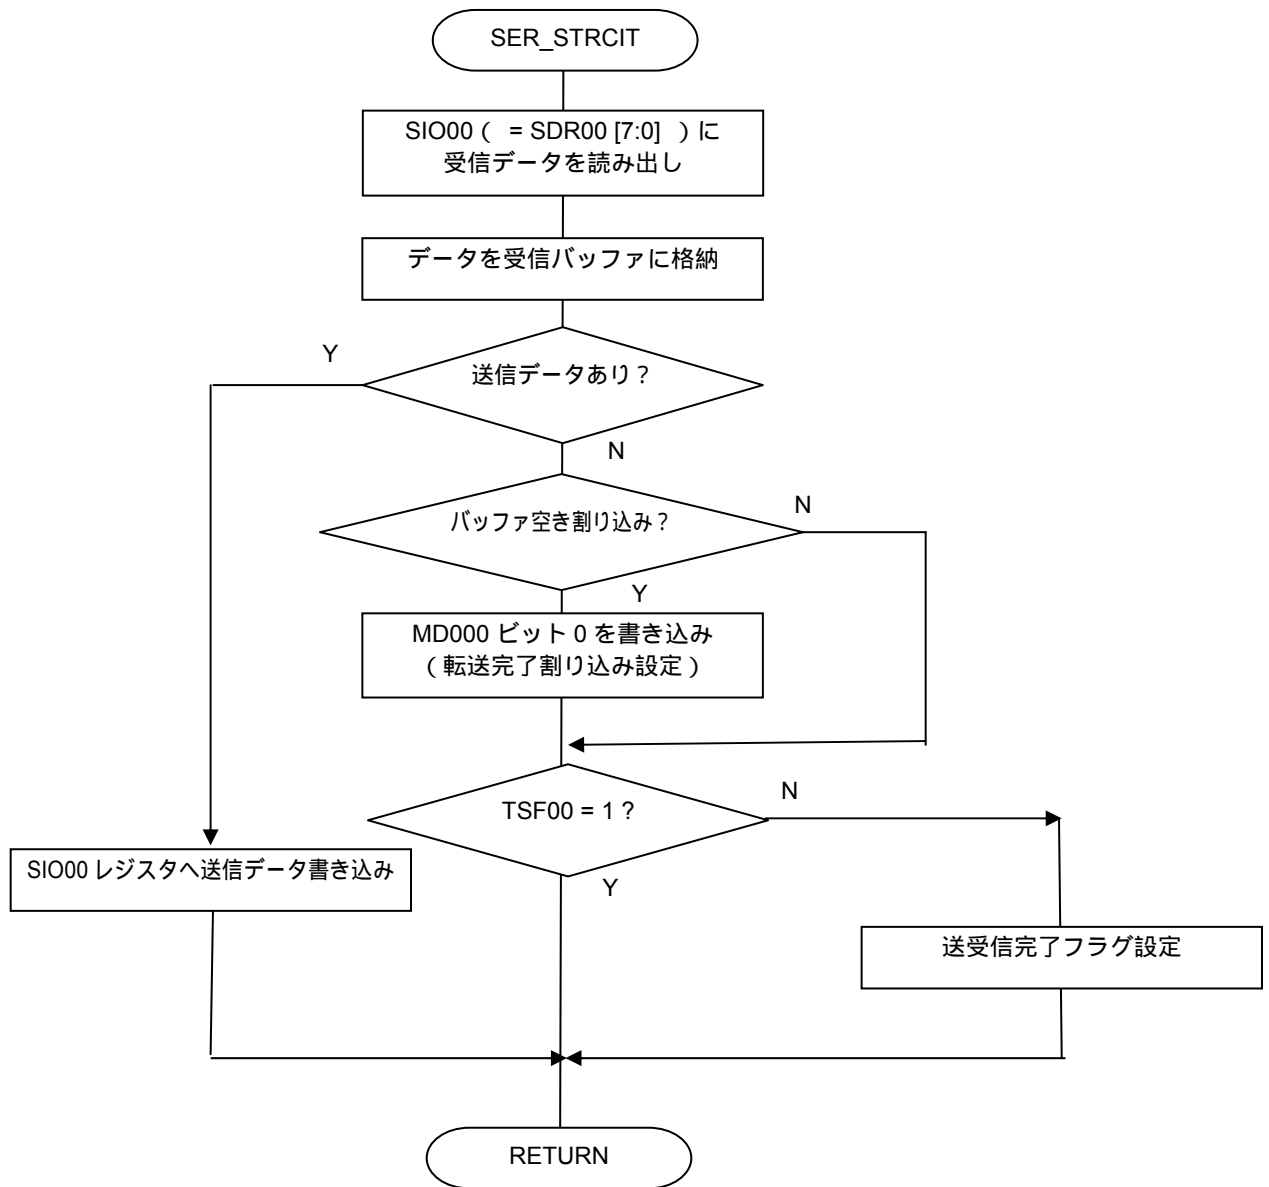 SER_STRCIT
SIO00 ( = SDR00 [7:0] ) に
受信データを読み出し
データを受信バッファに格納
Y
送信データあり？
N
バッファ空き割り込み？
N
Y
MD000 ビット 0 を書き込み
( 転送完了割り込み設定 )
TSF00 = 1 ?
N
Y
SIO00 レジスタへ送信データ書き込み
送受信完了フラグ設定
RETURN